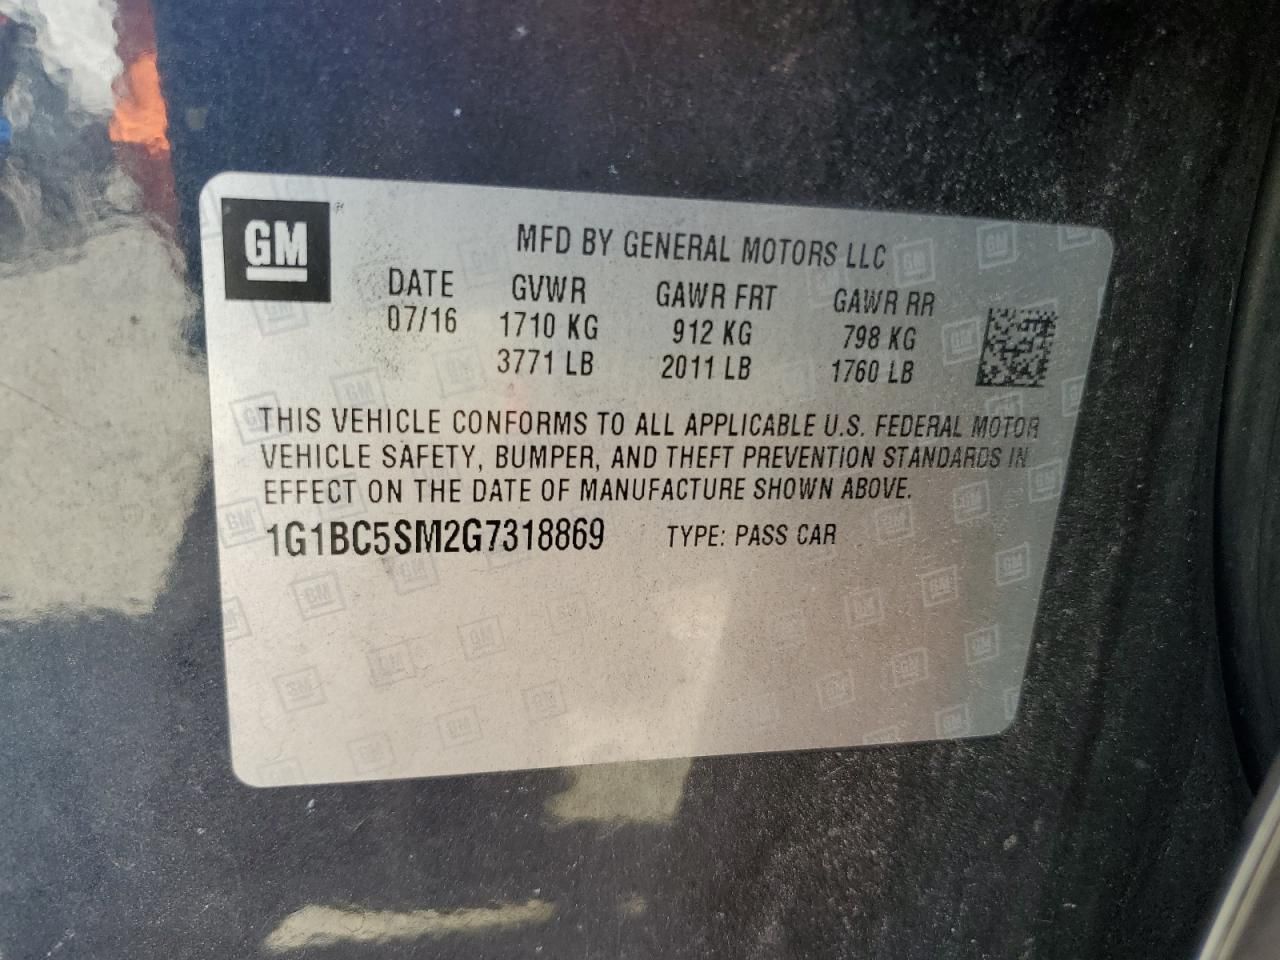 GM
MFD BY GENERAL MOTORS LLC
DATE GVWR GAWR FRT GAWR RR
07/16 1710 KG 912 KG 798 KG
3771 LB 2011 LB 1760 LB
THIS VEHICLE CONFORMS TO ALL APPLICABLE U.S. FEDERAL MOTOR
VEHICLE SAFETY, BUMPER, AND THEFT PREVENTION STANDARDS IN
EFFECT ON THE DATE OF MANUFACTURE SHOWN ABOVE.
1G1BC5SM2G7318869 TYPE: PASS CAR